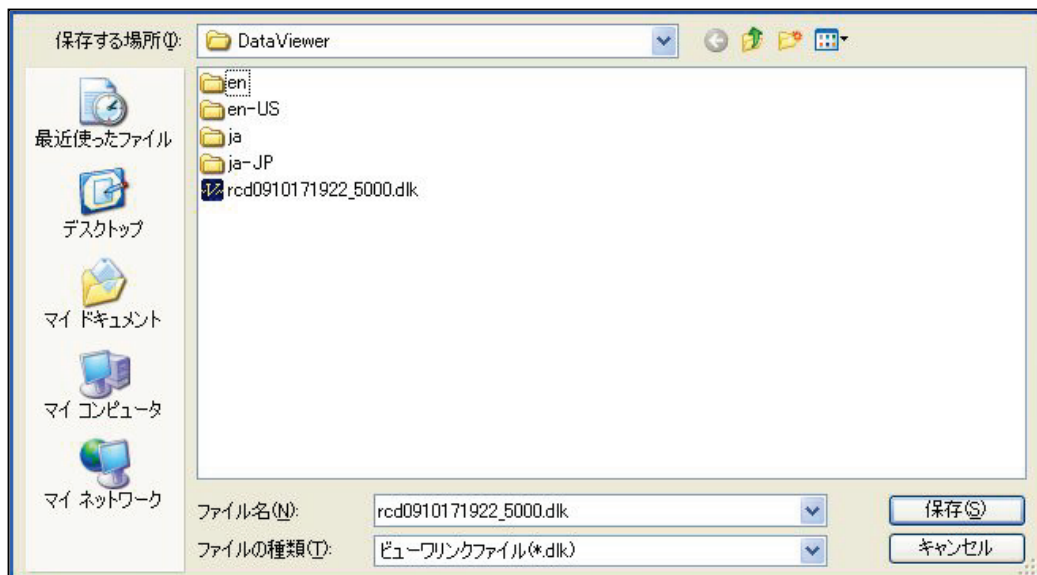 保存する場所(I):
DataViewer
最近使ったファイル
デスクトップ
マイ ドキュメント
マイ コンピュータ
マイ ネットワーク
en
en-US
ja
ja-JP
rcd0910171922_5000.dlk
ファイル名(N):
rcd0910171922_5000.dlk
保存(S)
ファイルの種類(T):
ビューワリンクファイル(*.dlk)
キャンセル